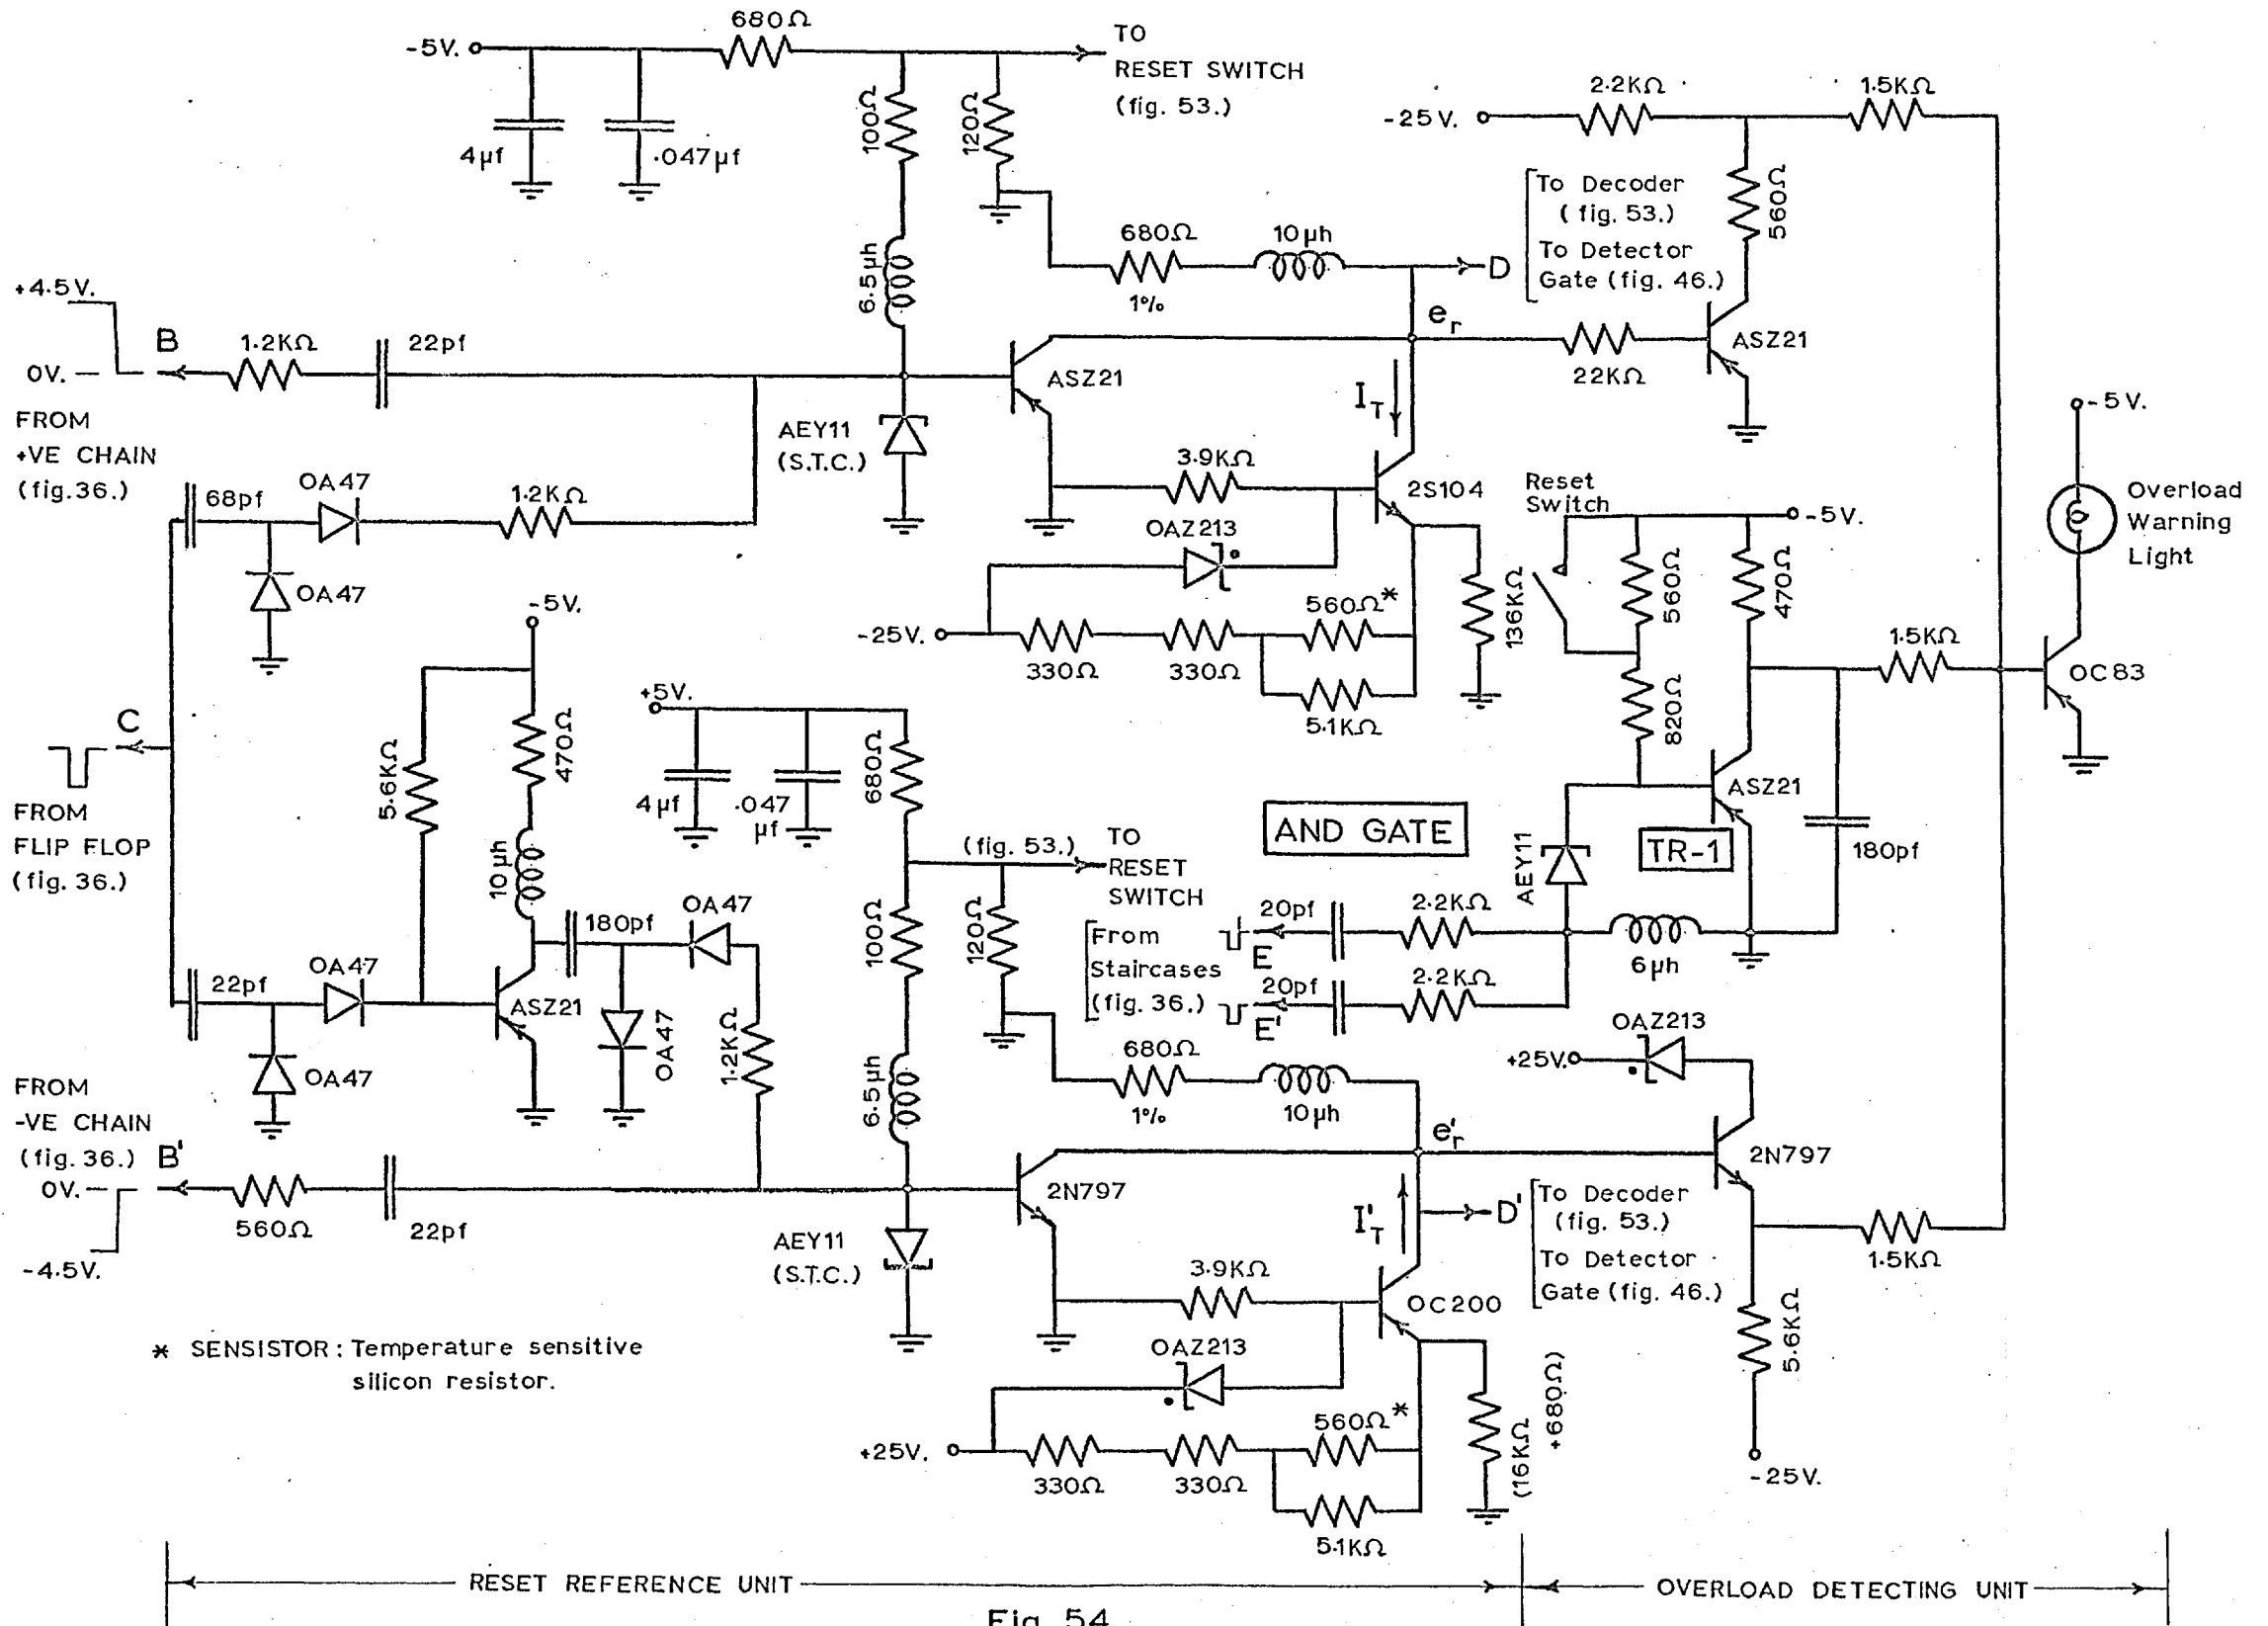 -5V.
680Ω
TO
RESET SWITCH
(fig. 53.)
4µf
.047µf
100Ω
120Ω
6.5µh
680Ω
1%
10µh
D
To Decoder
(fig. 53.)
To Detector
Gate (fig. 46.)
-25V.
2.2KΩ
1.5KΩ
560Ω
ASZ21
22KΩ
e_r
I_T
+4.5V.
0V.
B
1.2KΩ
22pf
FROM
+VE CHAIN
(fig.36.)
ASZ21
AEY11
(S.T.C.)
68pf
OA47
1.2KΩ
OA47
3.9KΩ
2S104
OAZ213
-25V.
330Ω
330Ω
560Ω*
5.1KΩ
136KΩ
Reset
Switch
-5V.
560Ω
470Ω
820Ω
ASZ21
TR-1
180pf
1.5KΩ
OC83
-5V.
Overload
Warning
Light
C
FROM
FLIP FLOP
(fig. 36.)
-5V.
5.6KΩ
470Ω
10µh
22pf
OA47
OA47
ASZ21
180pf
OA47
OA47
1.2KΩ
+5V.
4µf
.047
µf
680Ω
(fig. 53.)
TO
RESET
SWITCH
100Ω
120Ω
6.5µh
AND GATE
AEY11
From
Staircases
(fig. 36.)
E
20pf
2.2KΩ
E'
20pf
2.2KΩ
6µh
680Ω
1%
10µh
e'_r
OAZ213
+25V.
2N797
FROM
-VE CHAIN
(fig. 36.)
B'
0V.
-4.5V.
560Ω
22pf
2N797
AEY11
(S.T.C.)
I'_T
D'
To Decoder
(fig. 53.)
To Detector
Gate (fig. 46.)
1.5KΩ
5.6KΩ
-25V.
3.9KΩ
OC200
OAZ213
+25V.
330Ω
330Ω
560Ω*
5.1KΩ
(16KΩ
+680Ω)
* SENSISTOR: Temperature sensitive
silicon resistor.
RESET REFERENCE UNIT
OVERLOAD DETECTING UNIT
Fig. 54